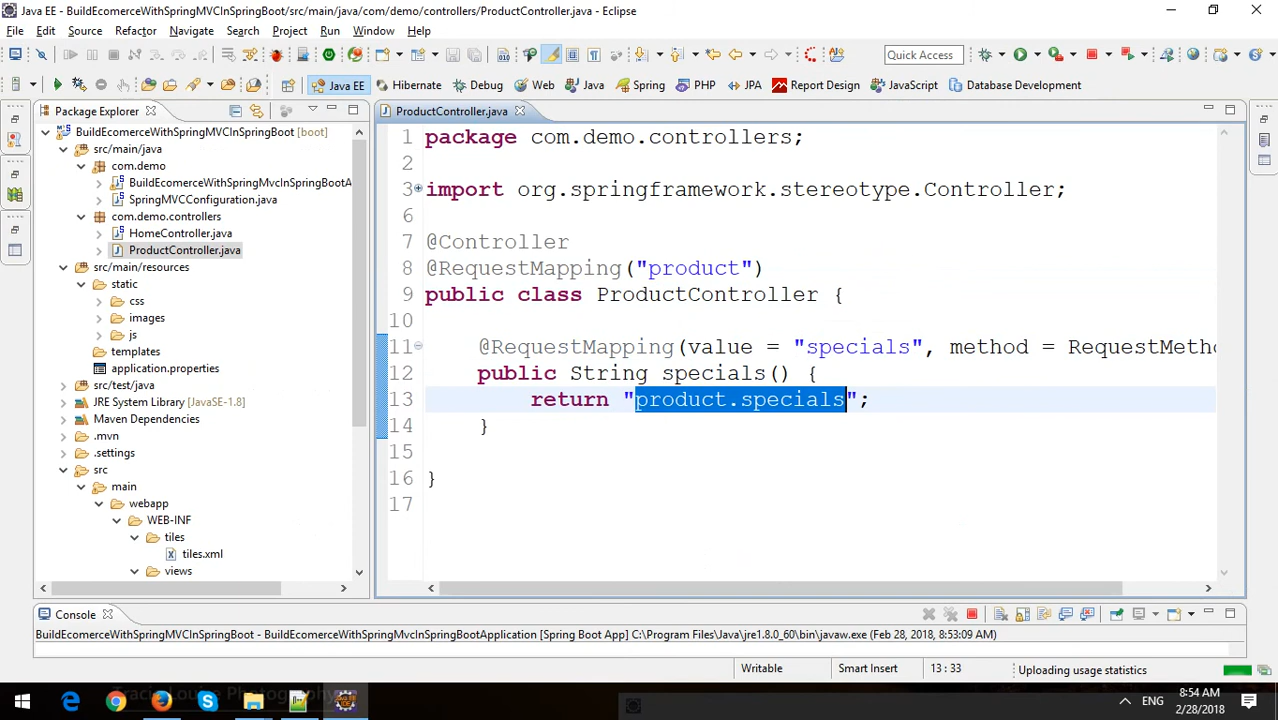 Java EE - BuildEcomerceWithSpringMVCInSpringBoot/src/main/java/com/demo/controllers/ProductController.java - Eclipse
File Edit Source Refactor Navigate Search Project Run Window Help
Quick Access
Java EE Hibernate Debug Web Java Spring PHP JPA Report Design JavaScript Database Development
Package Explorer
BuildEcomerceWithSpringMVCInSpringBoot [boot]
src/main/java
com.demo
BuildEcomerceWithSpringMvcInSpringBootA
SpringMVCConfiguration.java
com.demo.controllers
HomeController.java
ProductController.java
src/main/resources
static
css
images
js
templates
application.properties
src/test/java
JRE System Library [JavaSE-1.8]
Maven Dependencies
.mvn
.settings
src
main
webapp
WEB-INF
tiles
tiles.xml
views
ProductController.java
1 package com.demo.controllers;
2
3 import org.springframework.stereotype.Controller;
6
7 @Controller
8 @RequestMapping("product")
9 public class ProductController {
10
11 @RequestMapping(value = "specials", method = RequestMetho
12 public String specials() {
13 return "product.specials";
14 }
15
16 }
17
Console
BuildEcomerceWithSpringMVCInSpringBoot - BuildEcomerceWithSpringMvcInSpringBootApplication [Spring Boot App] C:\Program Files\Java\jre1.8.0_60\bin\javaw.exe (Feb 28, 2018, 8:53:09 AM)
Writable Smart Insert 13 : 33 Uploading usage statistics
Tracie Louise Photography
ENG
8:54 AM
2/28/2018